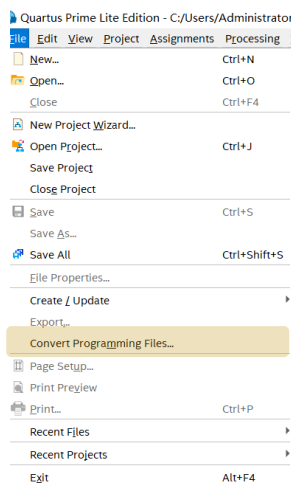 Quartus Prime Lite Edition - C:/Users/Administrator
File Edit View Project Assignments Processing
New... Ctrl+N
Open... Ctrl+O
Close Ctrl+F4
New Project Wizard...
Open Project... Ctrl+J
Save Project
Close Project
Save Ctrl+S
Save As...
Save All Ctrl+Shift+S
File Properties...
Create / Update
Export...
Convert Programming Files...
Page Setup...
Print Preview
Print... Ctrl+P
Recent Files
Recent Projects
Exit Alt+F4